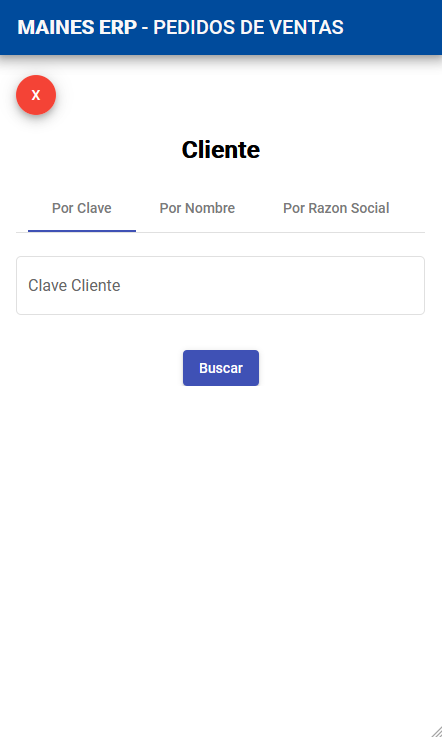 MAINES ERP - PEDIDOS DE VENTAS
X
Cliente
Por Clave Por Nombre Por Razon Social
Clave Cliente
Buscar